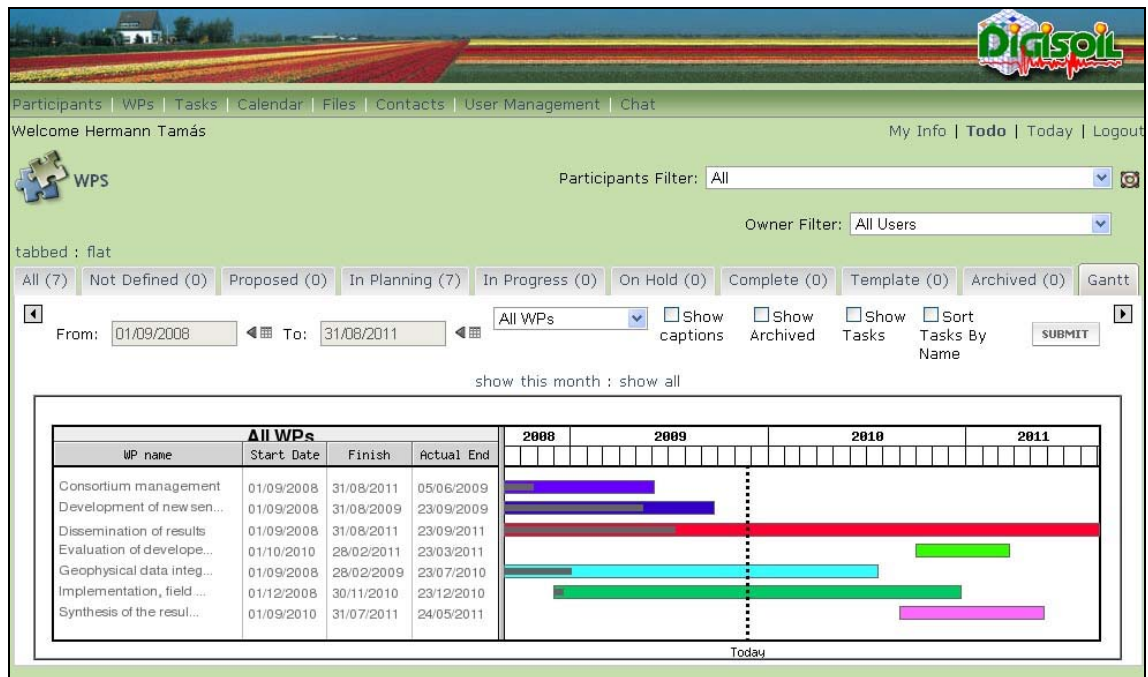 Digisoil
Participants | WPs | Tasks | Calendar | Files | Contacts | User Management | Chat
Welcome Hermann Tamás
My Info | Todo | Today | Logout
WPS
Participants Filter: All
Owner Filter: All Users
tabbed : flat
All (7) Not Defined (0) Proposed (0) In Planning (7) In Progress (0) On Hold (0) Complete (0) Template (0) Archived (0) Gantt
From: 01/09/2008 To: 31/08/2011 All WPs Show captions Show Archived Show Tasks Sort Tasks By Name SUBMIT
show this month : show all
All WPs
2008 2009 2010 2011
WP name Start Date Finish Actual End
Consortium management 01/09/2008 31/08/2011 05/06/2009
Development of new sen... 01/09/2008 31/08/2009 23/09/2009
Dissemination of results 01/09/2008 31/08/2011 23/09/2011
Evaluation of develope... 01/10/2010 28/02/2011 23/03/2011
Geophysical data integ... 01/09/2008 28/02/2009 23/07/2010
Implementation, field ... 01/12/2008 30/11/2010 23/12/2010
Synthesis of the resul... 01/09/2010 31/07/2011 24/05/2011
Today